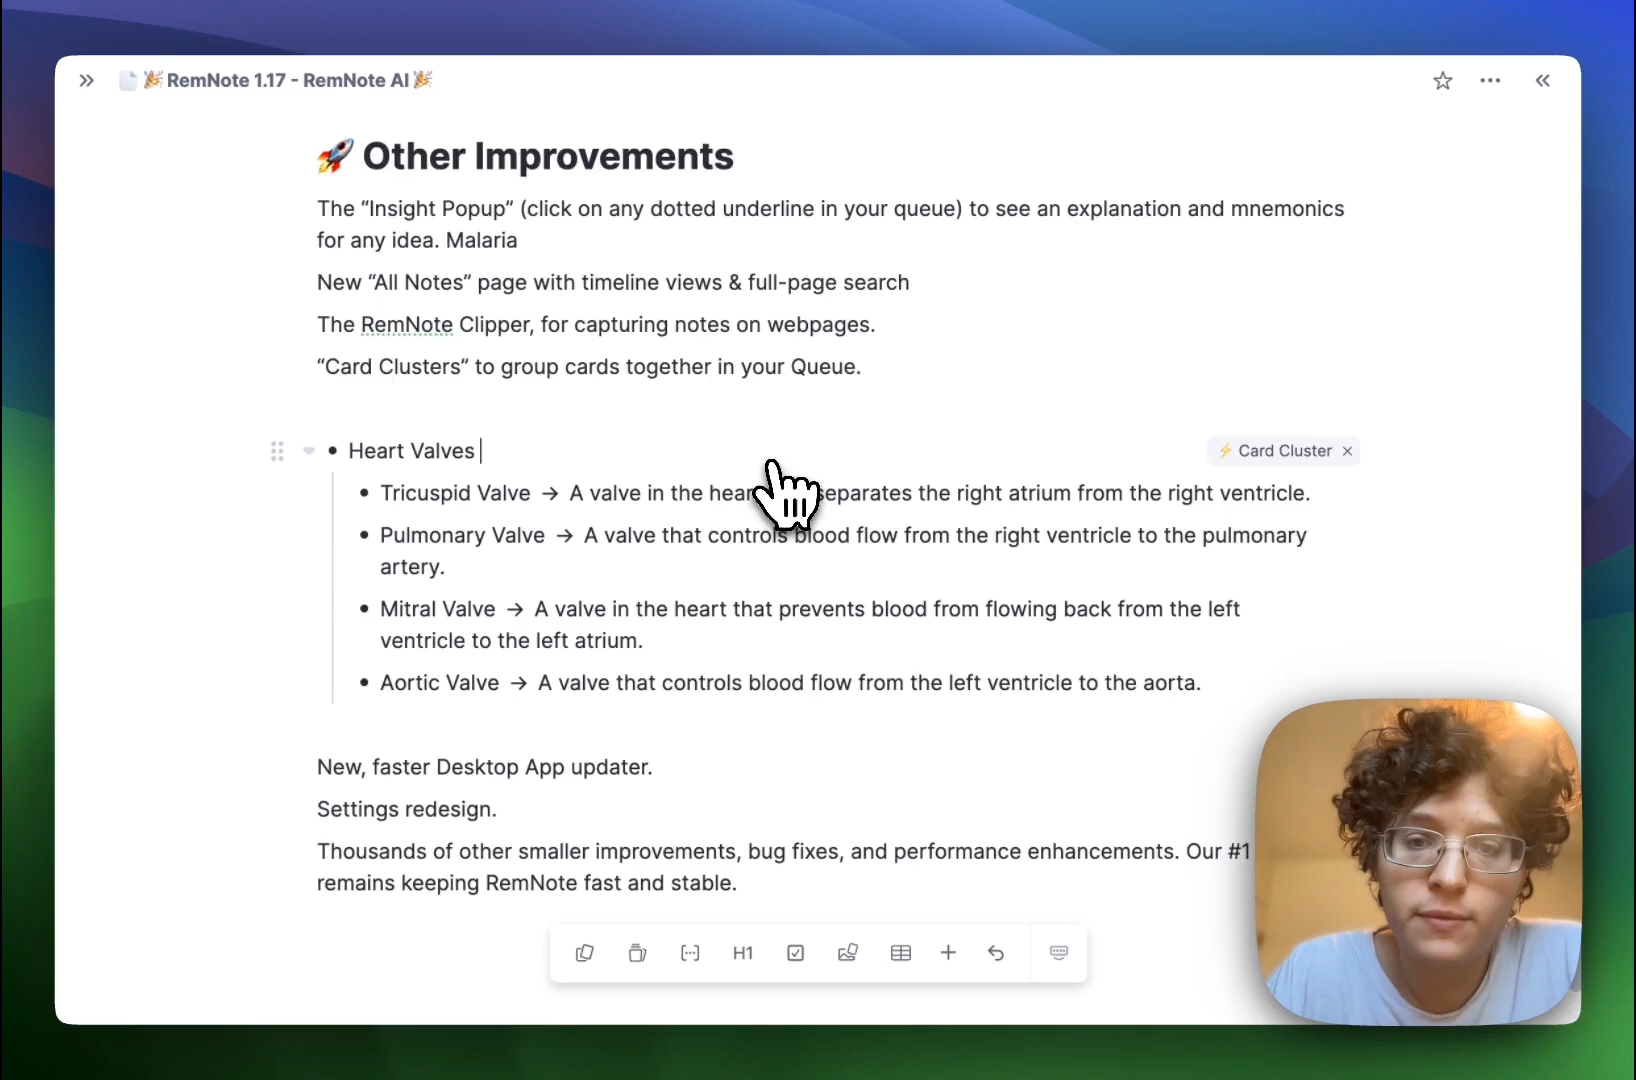 🎉 RemNote 1.17 - RemNote AI 🎉
🚀 Other Improvements
The “Insight Popup” (click on any dotted underline in your queue) to see an explanation and mnemonics
for any idea. Malaria
New “All Notes” page with timeline views & full-page search
The RemNote Clipper, for capturing notes on webpages.
“Card Clusters” to group cards together in your Queue.
• Heart Valves
⚡ Card Cluster ×
• Tricuspid Valve → A valve in the hear separates the right atrium from the right ventricle.
• Pulmonary Valve → A valve that controls blood flow from the right ventricle to the pulmonary
artery.
• Mitral Valve → A valve in the heart that prevents blood from flowing back from the left
ventricle to the left atrium.
• Aortic Valve → A valve that controls blood flow from the left ventricle to the aorta.
New, faster Desktop App updater.
Settings redesign.
Thousands of other smaller improvements, bug fixes, and performance enhancements. Our #1
remains keeping RemNote fast and stable.
H1